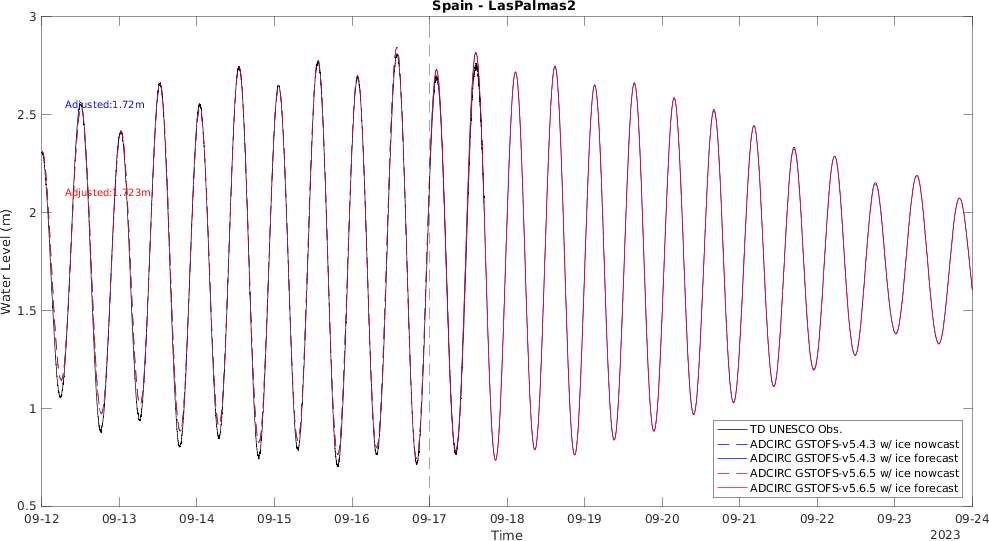 Spain - LasPalmas2
3
2.5
2
1.5
1
0.5
Water Level (m)
Adjusted:1.72m
Adjusted:1.723m
TD UNESCO Obs.
ADCIRC GSTOFS-v5.4.3 w/ ice nowcast
ADCIRC GSTOFS-v5.4.3 w/ ice forecast
ADCIRC GSTOFS-v5.6.5 w/ ice nowcast
ADCIRC GSTOFS-v5.6.5 w/ ice forecast
09-12 09-13 09-14 09-15 09-16 09-17 09-18 09-19 09-20 09-21 09-22 09-23 09-24
Time
2023